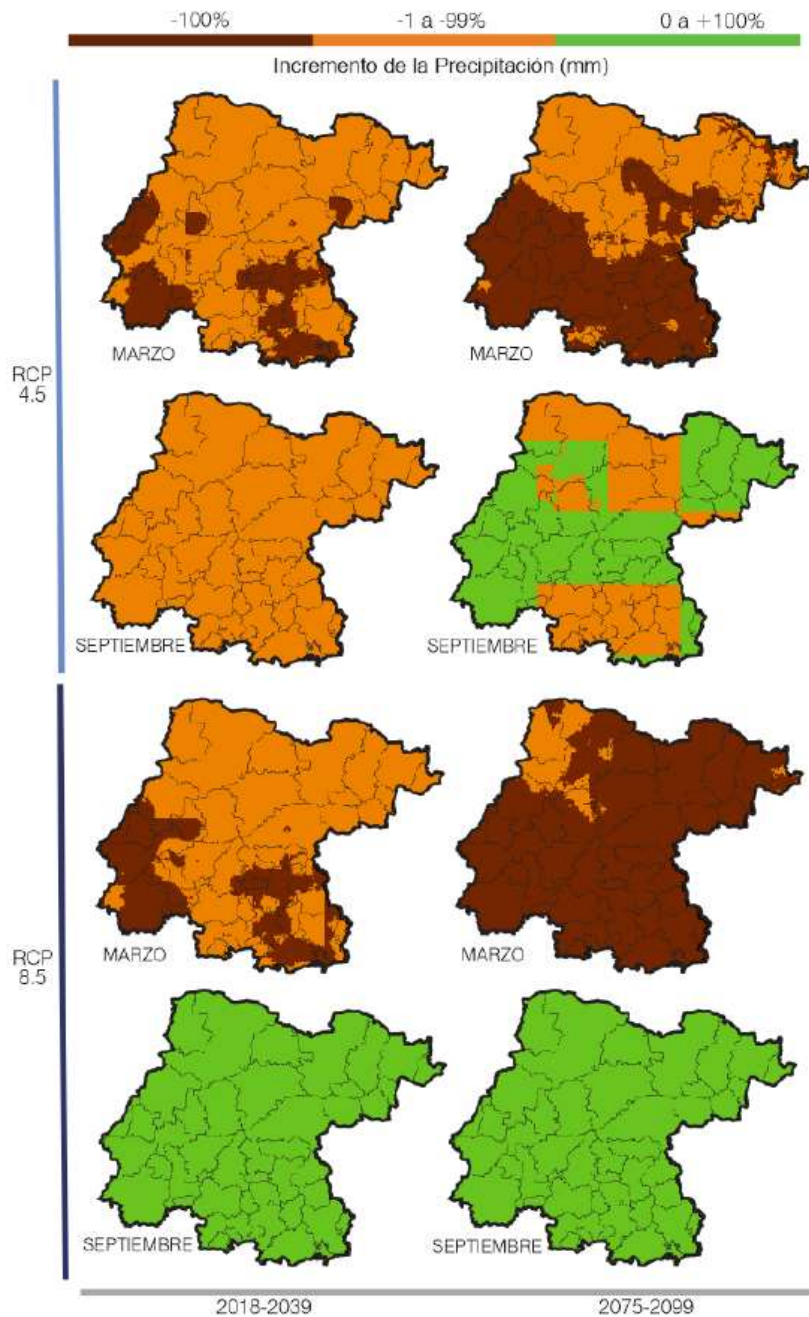 -100% -1 a -99% 0 a +100%
Incremento de la Precipitación (mm)
MARZO MARZO
RCP
4.5
SEPTIEMBRE SEPTIEMBRE
MARZO MARZO
RCP
8.5
SEPTIEMBRE SEPTIEMBRE
2018-2039 2075-2099